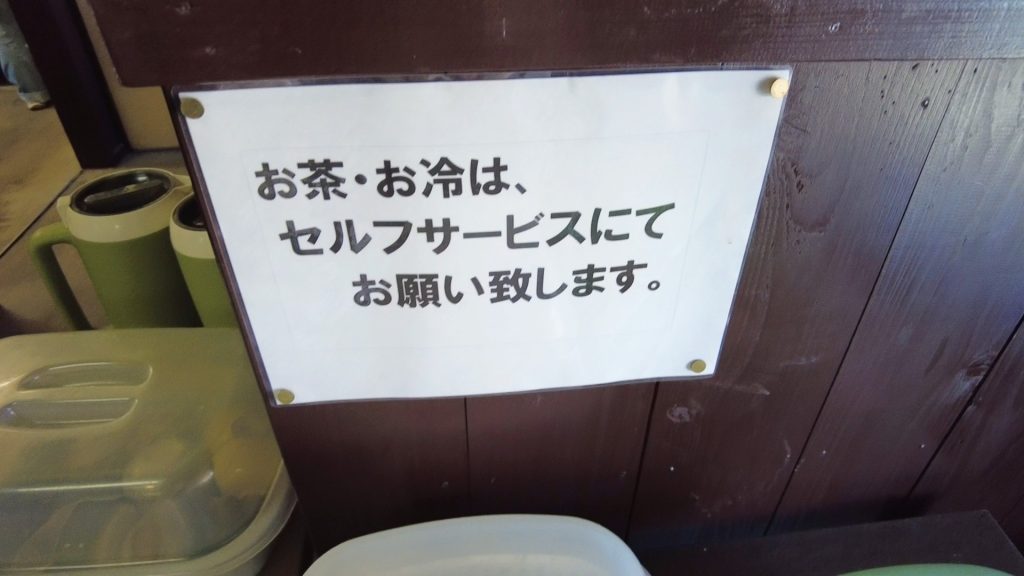 お茶・お冷は、
セルフサービスにて
お願い致します。